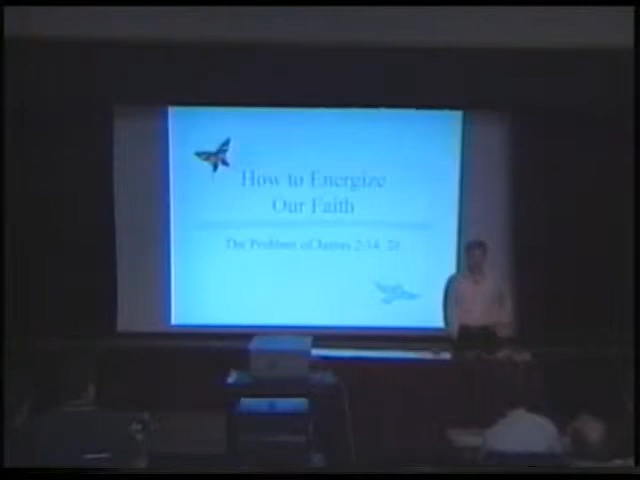 How to Energize
Our Faith
The Problem of James 2:14, 26